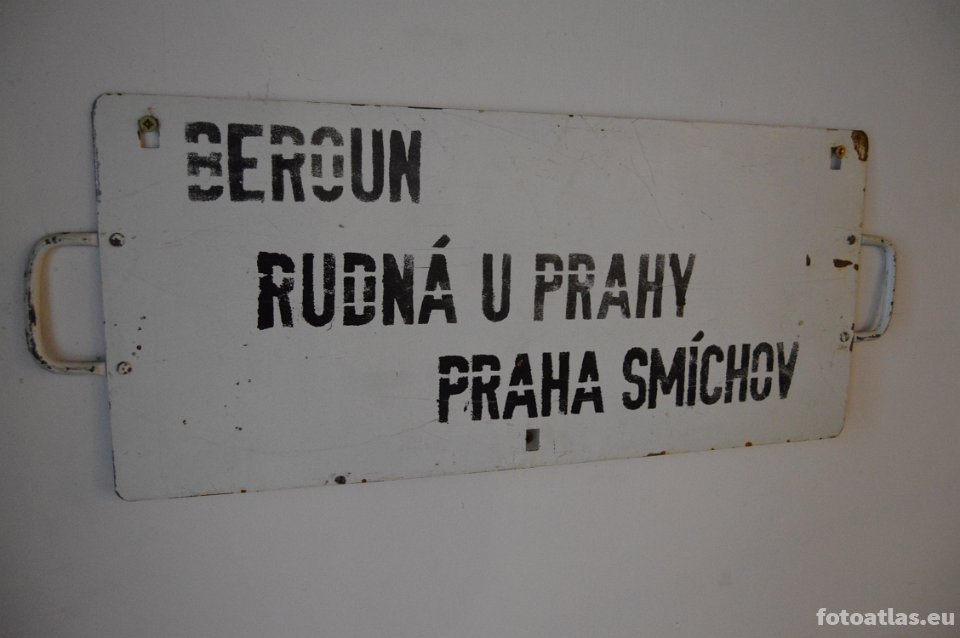 BEROUN
RUDNÁ U PRAHY
PRAHA SMÍCHOV
fotoatlas.eu